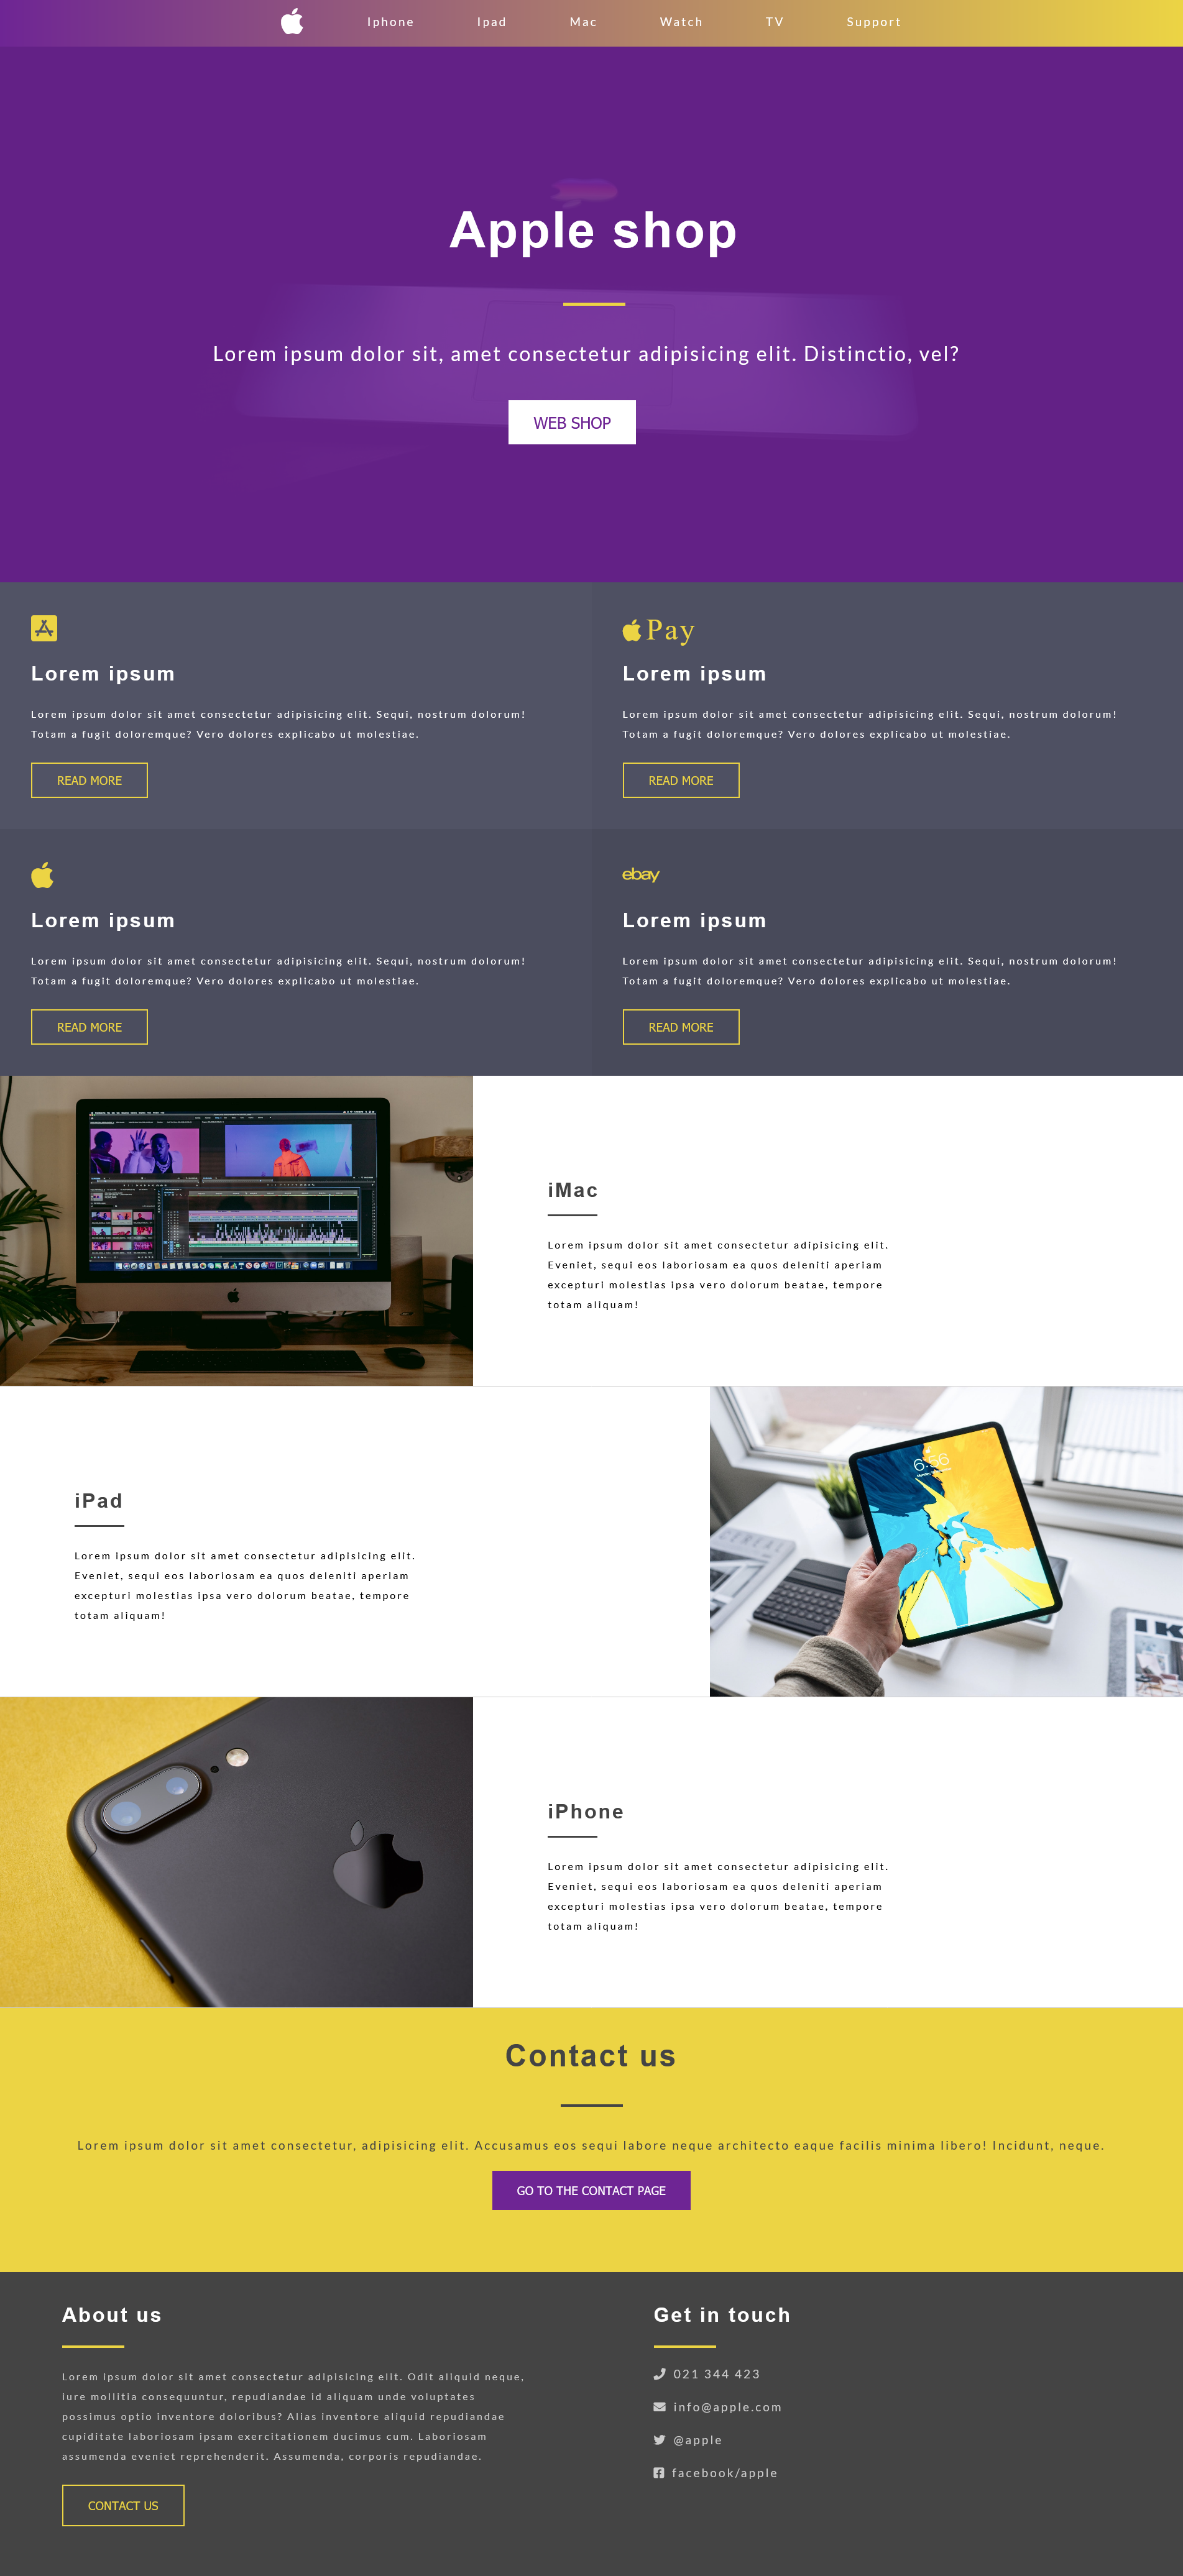 Iphone Ipad Mac Watch TV Support
Apple shop
Lorem ipsum dolor sit, amet consectetur adipisicing elit. Distinctio, vel?
WEB SHOP
Lorem ipsum
Lorem ipsum dolor sit amet consectetur adipisicing elit. Sequi, nostrum dolorum!
Totam a fugit doloremque? Vero dolores explicabo ut molestiae.
READ MORE
Pay
Lorem ipsum
Lorem ipsum dolor sit amet consectetur adipisicing elit. Sequi, nostrum dolorum!
Totam a fugit doloremque? Vero dolores explicabo ut molestiae.
READ MORE
Lorem ipsum
Lorem ipsum dolor sit amet consectetur adipisicing elit. Sequi, nostrum dolorum!
Totam a fugit doloremque? Vero dolores explicabo ut molestiae.
READ MORE
ebay
Lorem ipsum
Lorem ipsum dolor sit amet consectetur adipisicing elit. Sequi, nostrum dolorum!
Totam a fugit doloremque? Vero dolores explicabo ut molestiae.
READ MORE
iMac
Lorem ipsum dolor sit amet consectetur adipisicing elit.
Eveniet, sequi eos laboriosam ea quos deleniti aperiam
excepturi molestias ipsa vero dolorum beatae, tempore
totam aliquam!
iPad
Lorem ipsum dolor sit amet consectetur adipisicing elit.
Eveniet, sequi eos laboriosam ea quos deleniti aperiam
excepturi molestias ipsa vero dolorum beatae, tempore
totam aliquam!
6:56
iPhone
Lorem ipsum dolor sit amet consectetur adipisicing elit.
Eveniet, sequi eos laboriosam ea quos deleniti aperiam
excepturi molestias ipsa vero dolorum beatae, tempore
totam aliquam!
Contact us
Lorem ipsum dolor sit amet consectetur, adipisicing elit. Accusamus eos sequi labore neque architecto eaque facilis minima libero! Incidunt, neque.
GO TO THE CONTACT PAGE
About us
Lorem ipsum dolor sit amet consectetur adipisicing elit. Odit aliquid neque,
iure mollitia consequuntur, repudiandae id aliquam unde voluptates
possimus optio inventore doloribus? Alias inventore aliquid repudiandae
cupiditate laboriosam ipsam exercitationem ducimus cum. Laboriosam
assumenda eveniet reprehenderit. Assumenda, corporis repudiandae.
CONTACT US
Get in touch
021 344 423
info@apple.com
@apple
facebook/apple